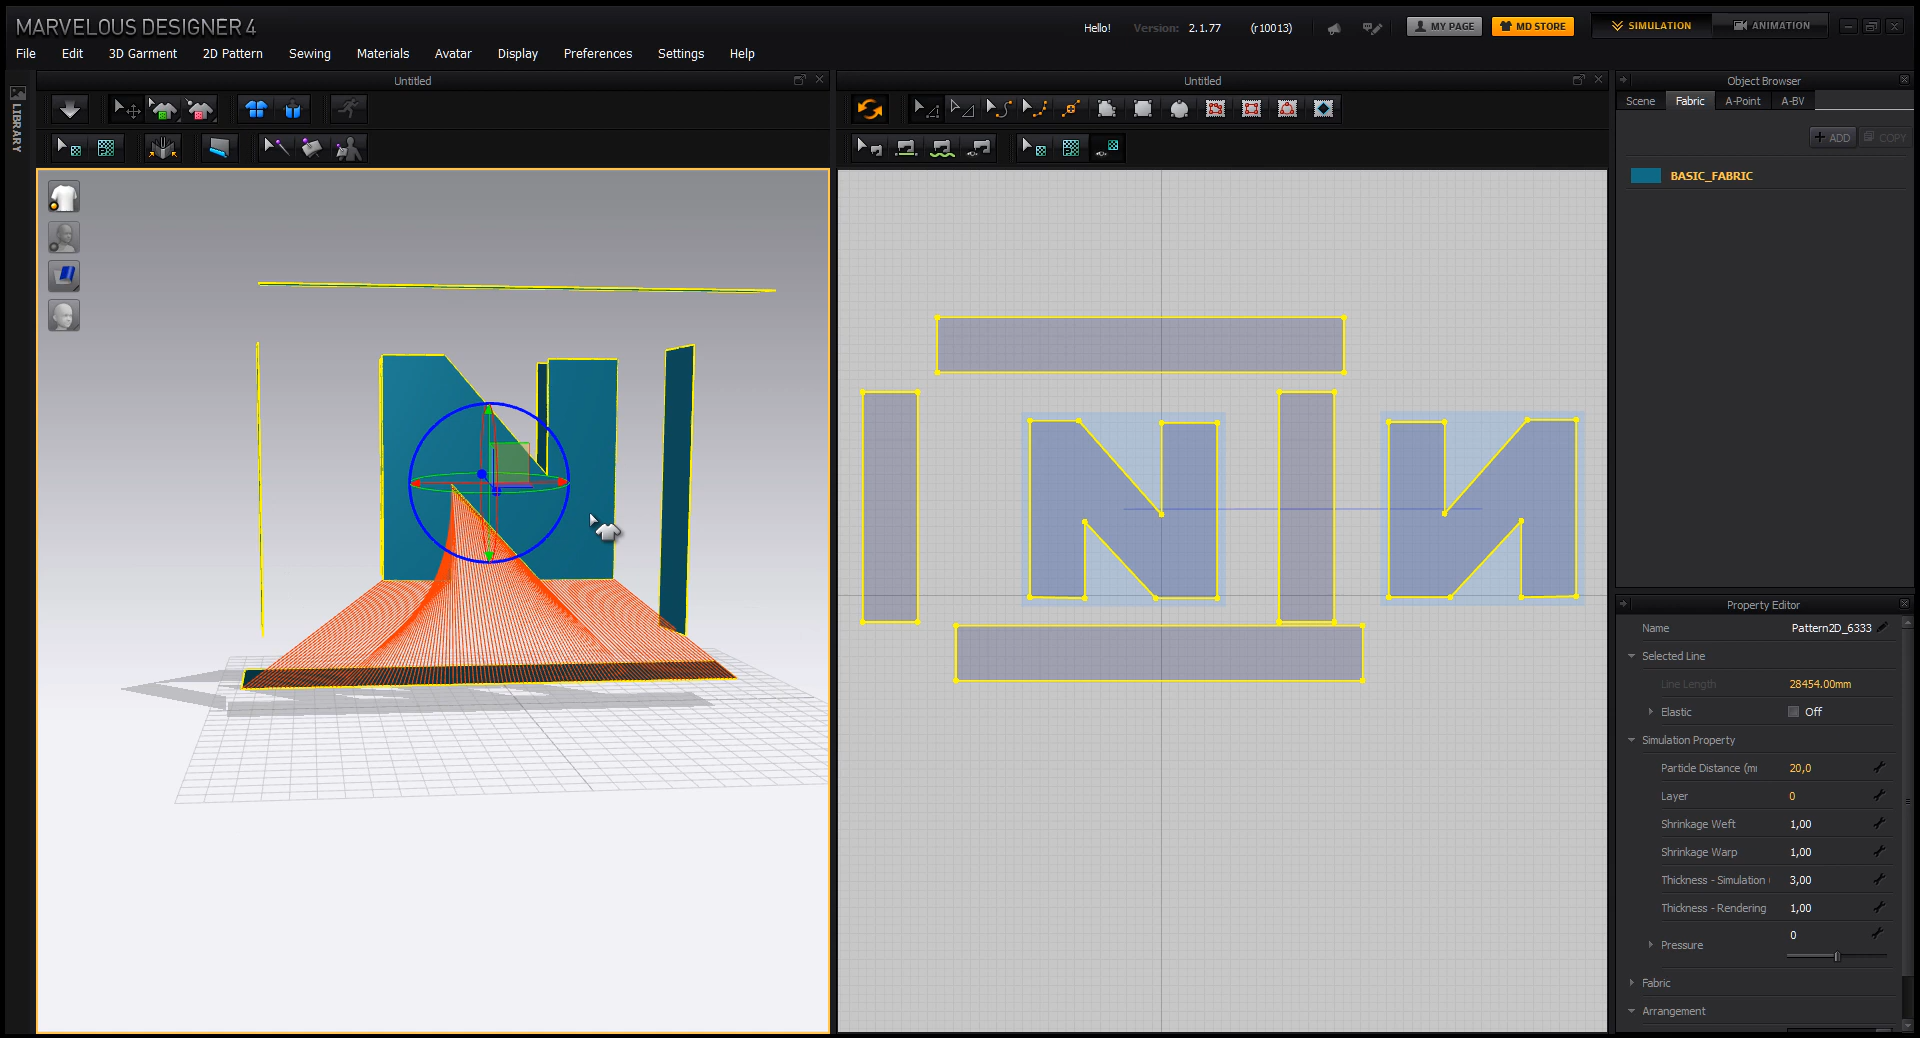 MARVELOUS DESIGNER 4
Hello! Version: 2.1.77 (r10013) MY PAGE MD STORE SIMULATION ANIMATION
File Edit 3D Garment 2D Pattern Sewing Materials Avatar Display Preferences Settings Help
LIBRARY
Untitled
Untitled
Object Browser
Scene Fabric A-Point A-BV
+ ADD COPY
BASIC_FABRIC
Property Editor
Name Pattern2D_6333
Selected Line
Line Length 28454.00mm
Elastic Off
Simulation Property
Particle Distance (m 20,0
Layer 0
Shrinkage Weft 1,00
Shrinkage Warp 1,00
Thickness - Simulation 3,00
Thickness - Rendering 1,00
Pressure 0
Fabric
Arrangement